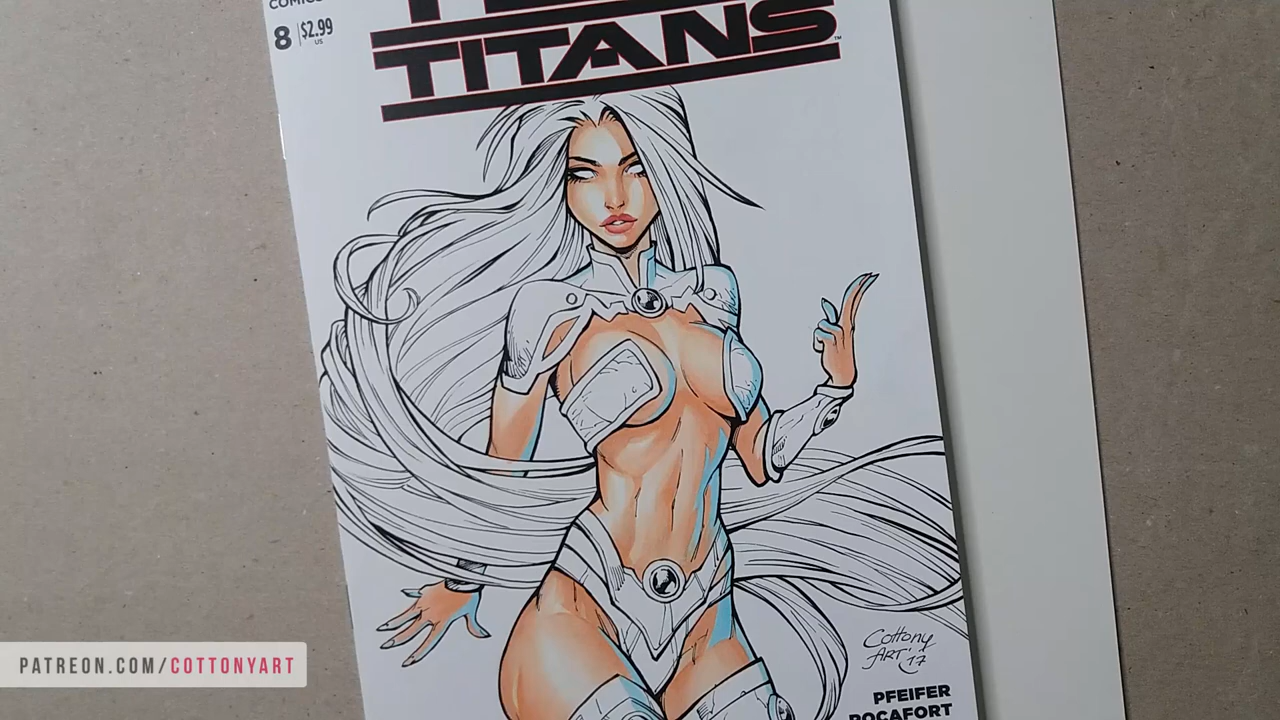 COMICS
8 $2.99
US
TITANS
Cottony
ART '17
PFEIFER
ROCAFORT
PATREON.COM/COTTONYART